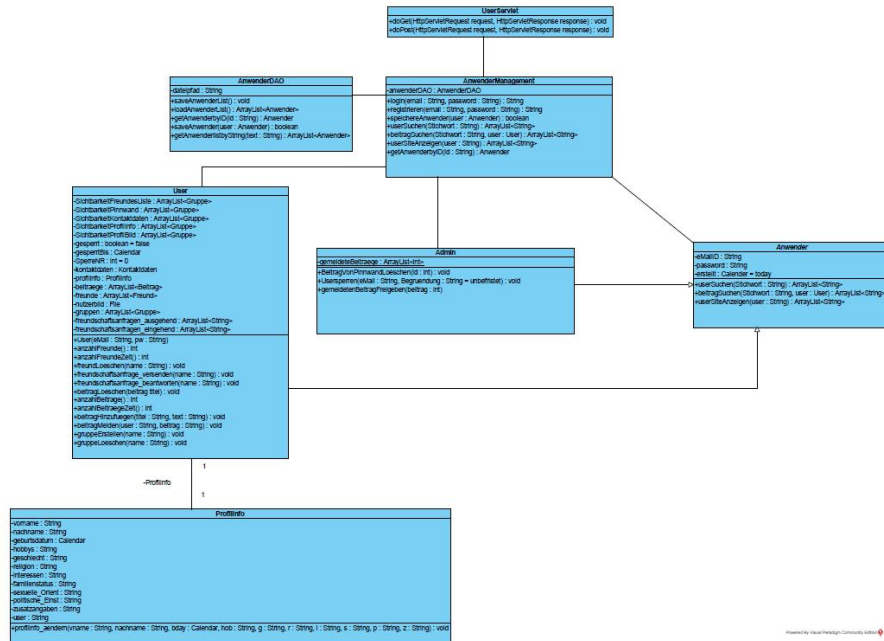 UserServlet
+doGet(HttpServletRequest request, HttpServletResponse response) : void
+doPost(HttpServletRequest request, HttpServletResponse response) : void
AnwenderDAO
-dateipfad : String
+saveAnwenderList() : void
+loadAnwenderList() : ArrayList<Anwender>
+getAnwenderbyID(id : String) : Anwender
+saveAnwender(user : Anwender) : boolean
+getAnwenderlistbyString(text : String) : ArrayList<Anwender>
AnwenderManagement
-anwenderDAO : AnwenderDAO
+login(email : String, password : String) : String
+registrieren(email : String, password : String) : String
+speichereAnwender(user : Anwender) : boolean
+userSuchen(Stichwort : String) : ArrayList<String>
+beitragSuchen(Stichwort : String, user : User) : ArrayList<String>
+userSiteAnzeigen(user : String) : ArrayList<String>
+getAnwenderbyID(id : String) : Anwender
User
-SichtbarkeitFreundesListe : ArrayList<Gruppe>
-SichtbarkeitPinnwand : ArrayList<Gruppe>
-SichtbarkeitKontaktdaten : ArrayList<Gruppe>
-SichtbarkeitProfilInfo : ArrayList<Gruppe>
-SichtbarkeitProfilBild : ArrayList<Gruppe>
-gesperrt : boolean = false
-gesperrtBis : Calendar
-SperreNR : int = 0
-kontaktdaten : Kontaktdaten
-profilInfo : ProfilInfo
-beitraege : ArrayList<Beitrag>
-freunde : ArrayList<Freund>
-nutzerbild : File
-gruppen : ArrayList<Gruppe>
-freundschaftsanfragen_ausgehend : ArrayList<String>
-freundschaftsanfragen_eingehend : ArrayList<String>
+User(eMail : String, pw : String)
+anzahlFreunde() : int
+anzahlFreundeZeit() : int
+freundLoeschen(name : String) : void
+freundschaftsanfrage_versenden(name : String) : void
+freundschaftsanfrage_beantworten(name : String) : void
+beitragLoeschen(beitrag titel) : void
+anzahlBeitrage() : int
+anzahlBeitraegeZeit() : int
+beitragHinzufuegen(titel : String, text : String) : void
+beitragMelden(user : String, beitrag : String) : void
+gruppeErstellen(name : String) : void
+gruppeLoeschen(name : String) : void
Admin
-gemeldeteBeitraege : ArrayList<int>
+BeitragVonPinnwandLoeschen(id : int) : void
+Usersperren(eMail : String, Begruendung : String = unbefristet) : void
+gemeldetenBeitragFreigeben(beitrag : int)
Anwender
-eMailID : String
-password : String
-erstellt : Calender = today
+userSuchen(Stichwort : String) : ArrayList<String>
+beitragSuchen(Stichwort : String, user : User) : ArrayList<String>
+userSiteAnzeigen(user : String) : ArrayList<String>
1
-ProfilInfo
1
ProfilInfo
-vorname : String
-nachname : String
-geburtsdatum : Calendar
-hobbys : String
-geschlecht : String
-religion : String
-interessen : String
-familienstatus : String
-sexuelle_Orient : String
-politische_Einst : String
-zusatzangaben : String
-user : String
+profilInfo_aendern(vname : String, nachname : String, bday : Calendar, hob : String, g : String, r : String, i : String, s : String, p : String, z : String) : void
Powered By Visual Paradigm Community Edition